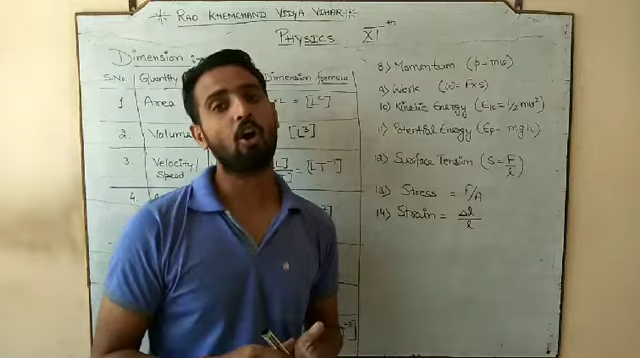 RAO KHEMCHAND VIDYA VIHAR
PHYSICS XIth
Dimension :-
S.No. Quantity Dimension formula
1 Area = [L²]
2. Volume [L³]
3. Velocity/ Speed = [LT⁻¹]
4.
8) Momentum (p = mv)
9) Work (W = F×S)
10) Kinetic Energy (Eₖ = 1/2 mv²)
11) Potential Energy (Eₚ = mgh)
12) Surface Tension (S = F/l)
13) Stress = F/A
14) Strain = Δl/l